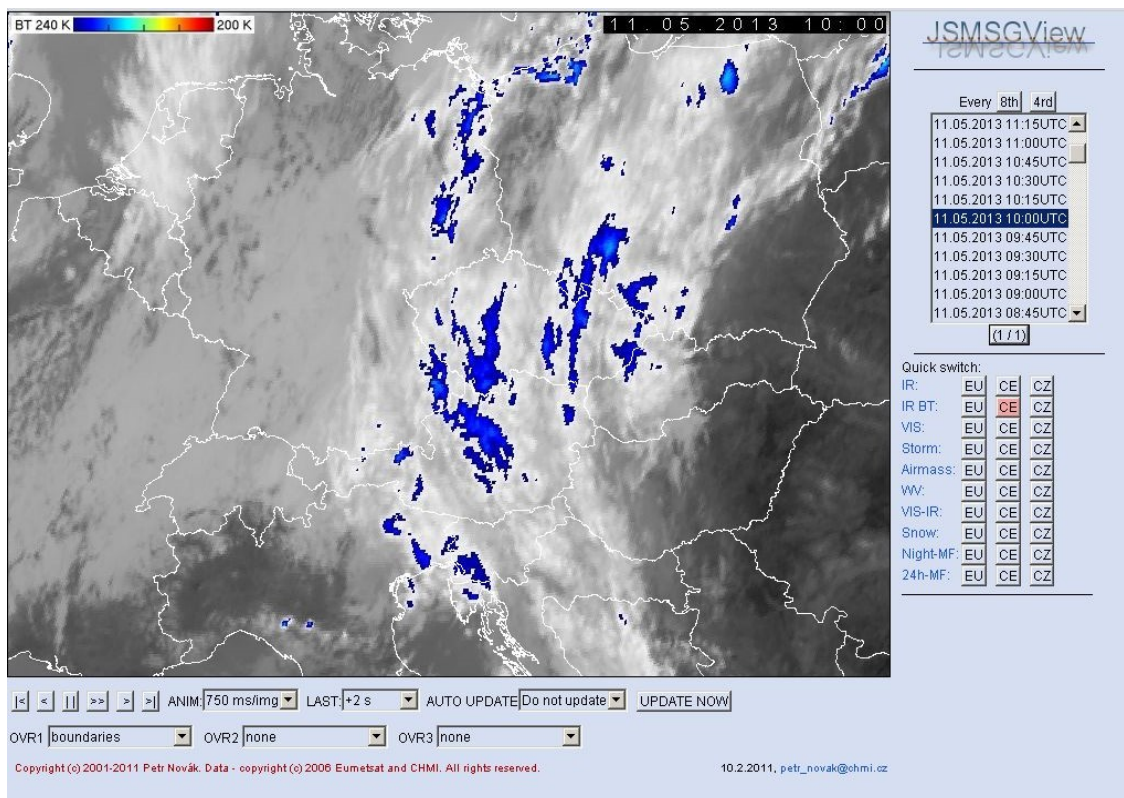 BT 240 K 200 K
11.05.2013 10:00
JSMSGView
Every 8th 4rd
11.05.2013 11:15UTC
11.05.2013 11:00UTC
11.05.2013 10:45UTC
11.05.2013 10:30UTC
11.05.2013 10:15UTC
11.05.2013 10:00UTC
11.05.2013 09:45UTC
11.05.2013 09:30UTC
11.05.2013 09:15UTC
11.05.2013 09:00UTC
11.05.2013 08:45UTC
(1 / 1)
Quick switch:
IR: EU CE CZ
IR BT: EU CE CZ
VIS: EU CE CZ
Storm: EU CE CZ
Airmass: EU CE CZ
WV: EU CE CZ
VIS-IR: EU CE CZ
Snow: EU CE CZ
Night-MF: EU CE CZ
24h-MF: EU CE CZ
|< < || >> > >| ANIM: 750 ms/img LAST: +2 s AUTO UPDATE Do not update UPDATE NOW
OVR1 boundaries OVR2 none OVR3 none
Copyright (c) 2001-2011 Petr Novák. Data - copyright (c) 2006 Eumetsat and CHMI. All rights reserved. 10.2.2011, petr_novak@chmi.cz